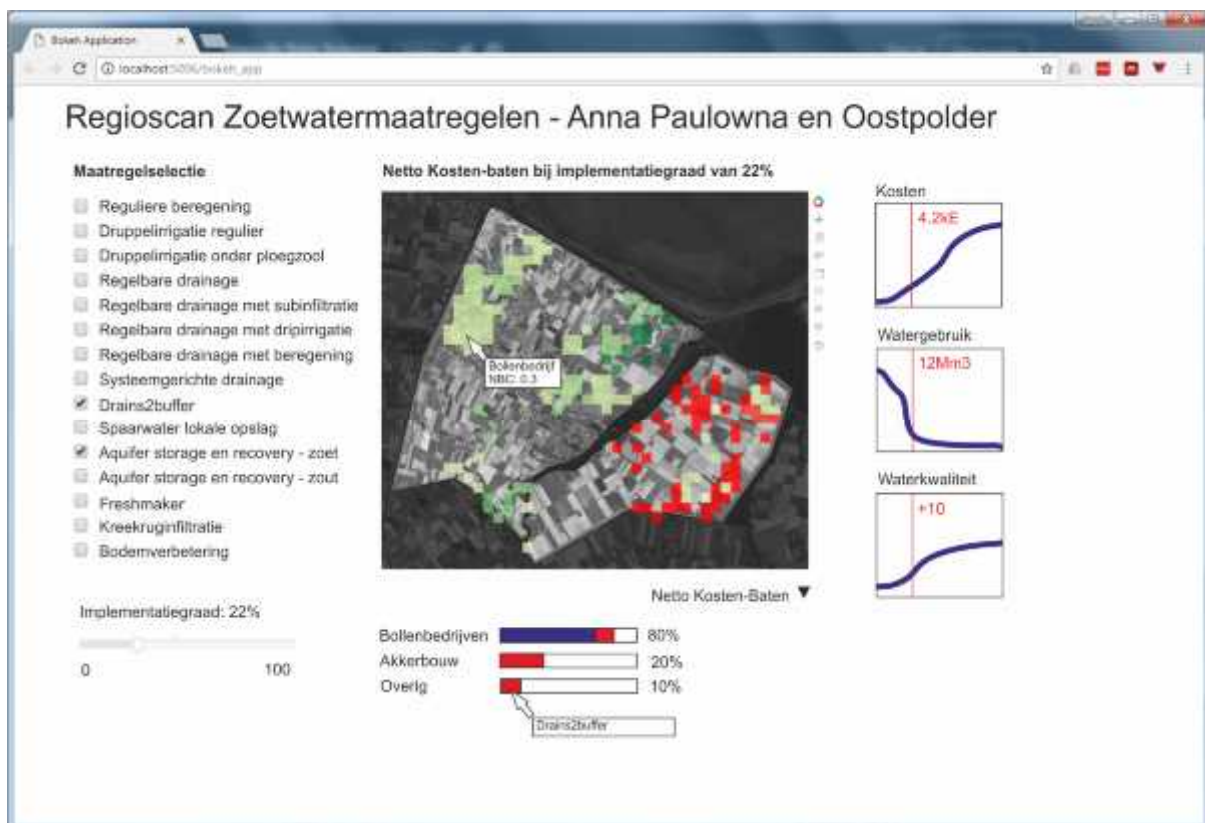 Bokeh Application
localhost:5006/bokeh_app
Regioscan Zoetwatermaatregelen - Anna Paulowna en Oostpolder
Maatregelselectie
Reguliere beregening
Druppelirrigatie regulier
Druppelirrigatie onder ploegzool
Regelbare drainage
Regelbare drainage met subinfiltratie
Regelbare drainage met dripirrigatie
Regelbare drainage met beregening
Systeemgerichte drainage
Drains2buffer
Spaarwater lokale opslag
Aquifer storage en recovery - zoet
Aquifer storage en recovery - zout
Freshmaker
Kreekruginfiltratie
Bodemverbetering
Implementatiegraad: 22%
0 100
Netto Kosten-baten bij implementatiegraad van 22%
Bollenbedrijf
NBC: 0.3
Netto Kosten-Baten
Bollenbedrijven 80%
Akkerbouw 20%
Overig 10%
Drains2buffer
Kosten
4.2kE
Watergebruik
12Mm3
Waterkwaliteit
+10